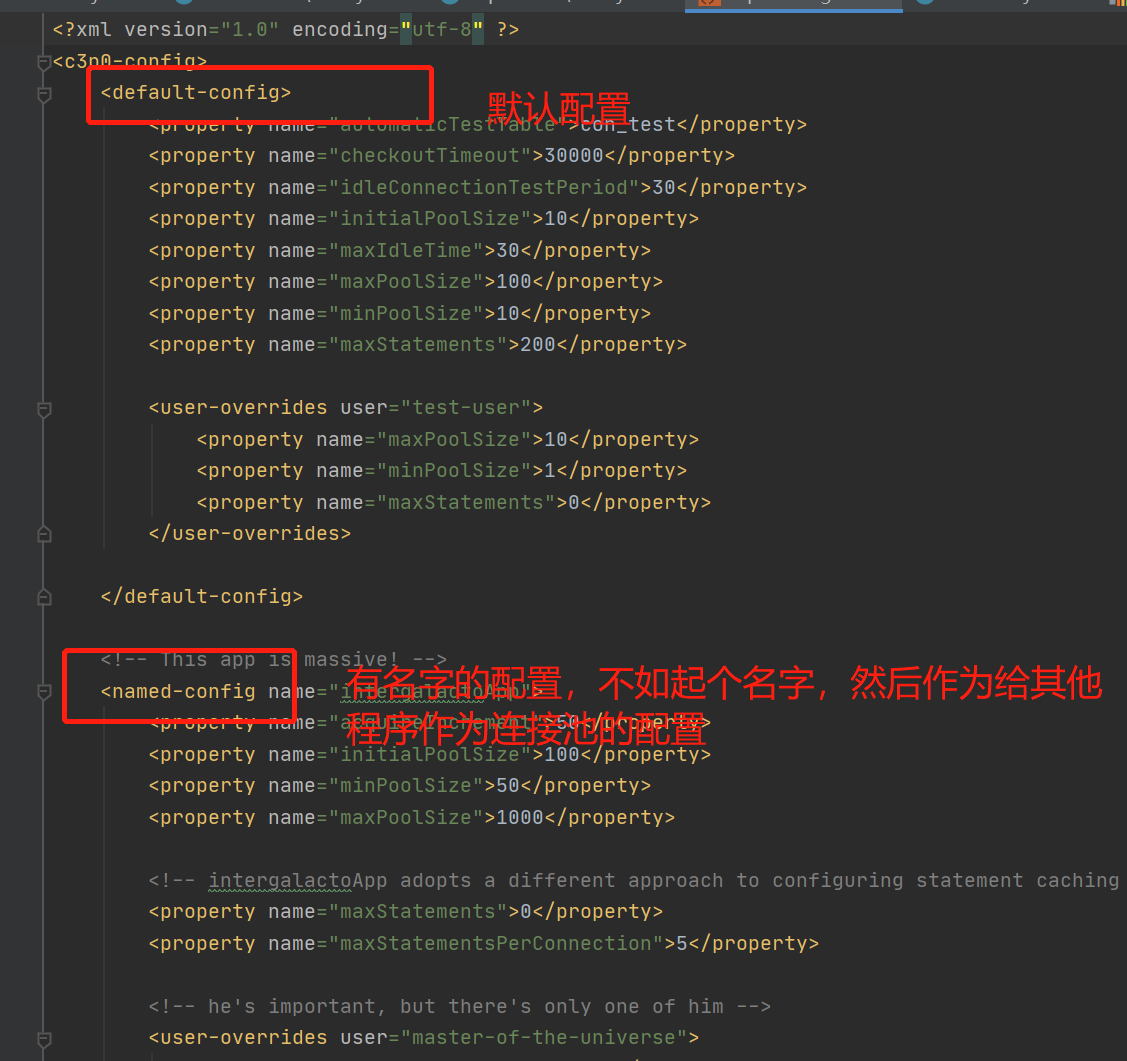 <?xml version="1.0" encoding="utf-8" ?>
<c3p0-config>
<default-config>
默认配置
<property name="automaticTestTable">con_test</property>
<property name="checkoutTimeout">30000</property>
<property name="idleConnectionTestPeriod">30</property>
<property name="initialPoolSize">10</property>
<property name="maxIdleTime">30</property>
<property name="maxPoolSize">100</property>
<property name="minPoolSize">10</property>
<property name="maxStatements">200</property>
<user-overrides user="test-user">
<property name="maxPoolSize">10</property>
<property name="minPoolSize">1</property>
<property name="maxStatements">0</property>
</user-overrides>
</default-config>
<!-- This app is massive! -->
<named-config name="intergalactoApp">
有名字的配置，不如起个名字，然后作为给其他
<property name="acquireIncrement">50</property>
程序作为连接池的配置
<property name="initialPoolSize">100</property>
<property name="minPoolSize">50</property>
<property name="maxPoolSize">1000</property>
<!-- intergalactoApp adopts a different approach to configuring statement caching
<property name="maxStatements">0</property>
<property name="maxStatementsPerConnection">5</property>
<!-- he's important, but there's only one of him -->
<user-overrides user="master-of-the-universe">